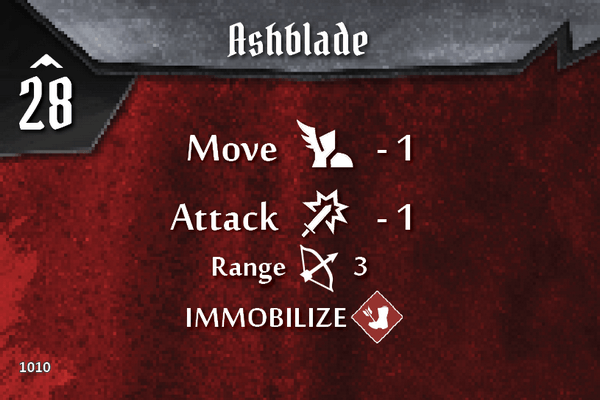 Ashblade
28
Move - 1
Attack - 1
Range 3
IMMOBILIZE
1010